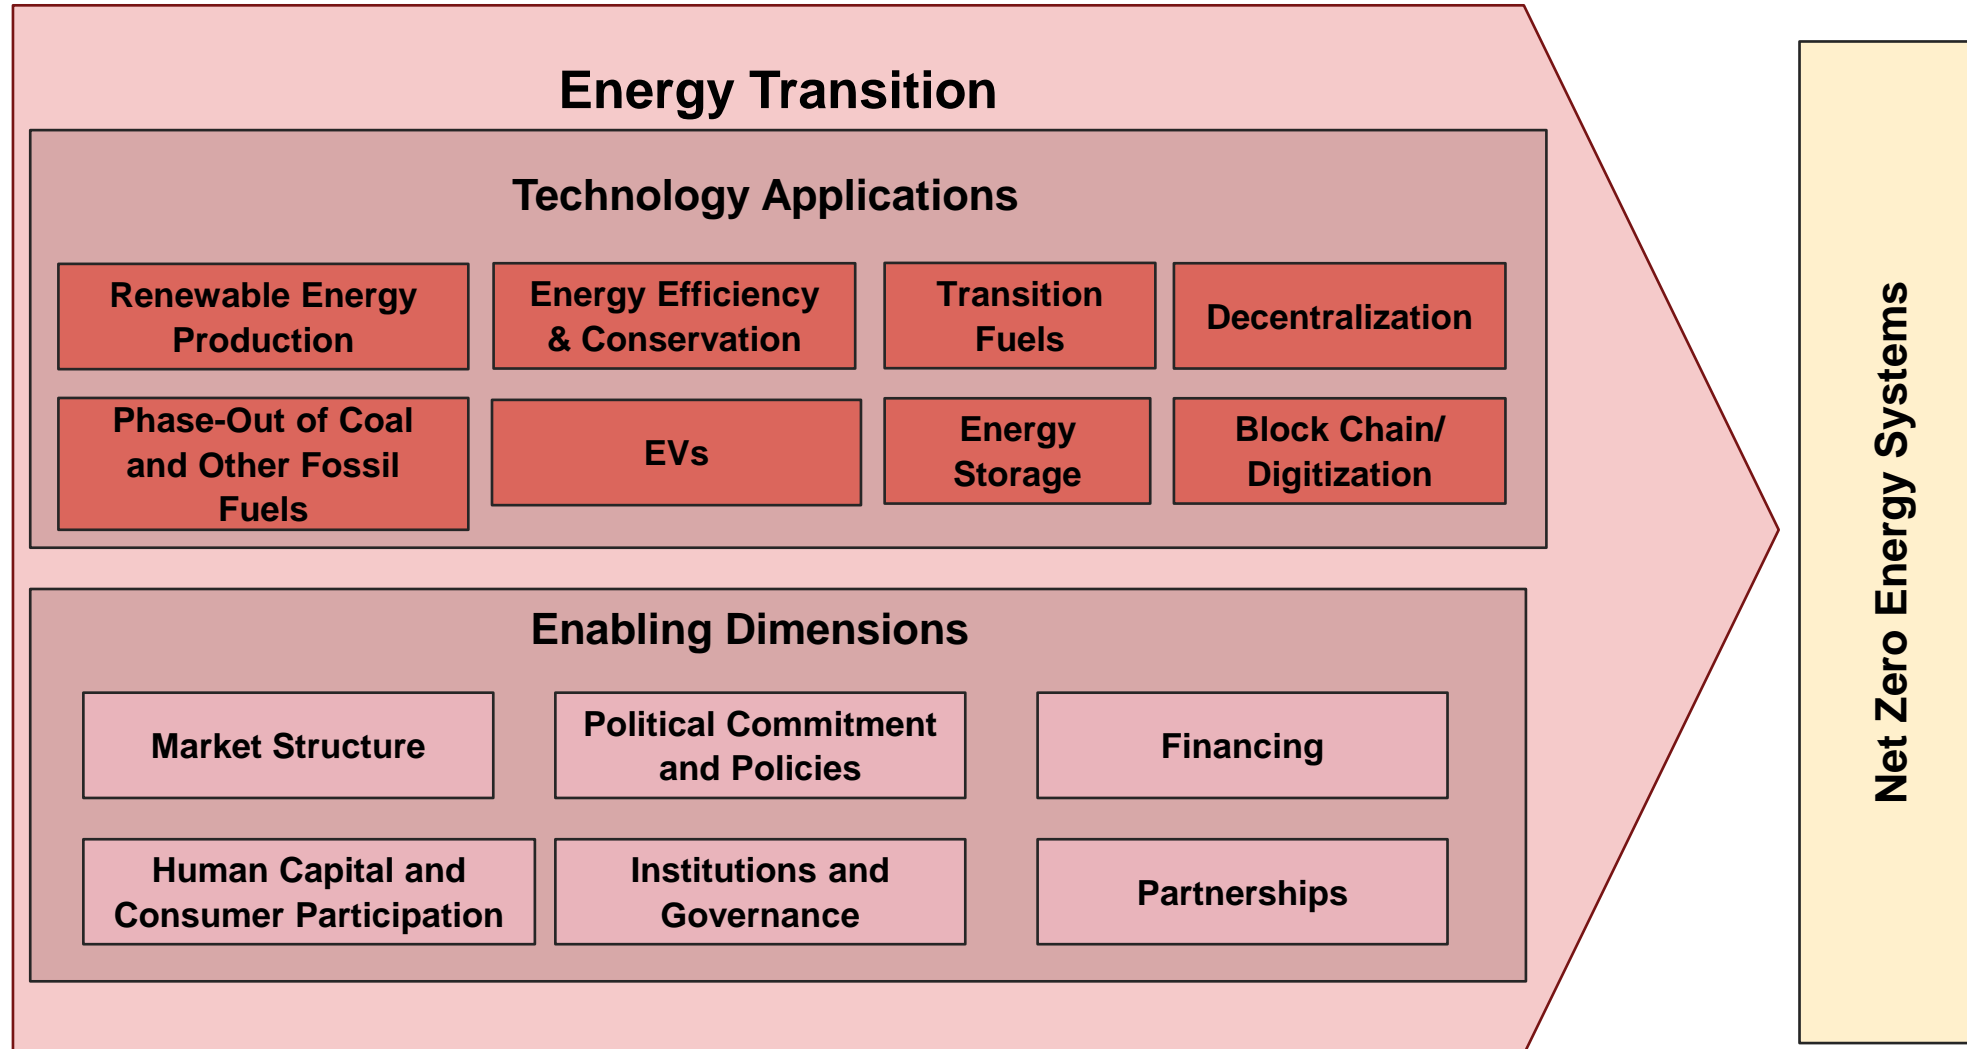 Energy Transition
Technology Applications
Renewable Energy
Production
Energy Efficiency
& Conservation
Transition
Fuels
Decentralization
Phase-Out of Coal
and Other Fossil
Fuels
EVs
Energy
Storage
Block Chain/
Digitization
Enabling Dimensions
Market Structure
Political Commitment
and Policies
Financing
Human Capital and
Consumer Participation
Institutions and
Governance
Partnerships
Net Zero Energy Systems